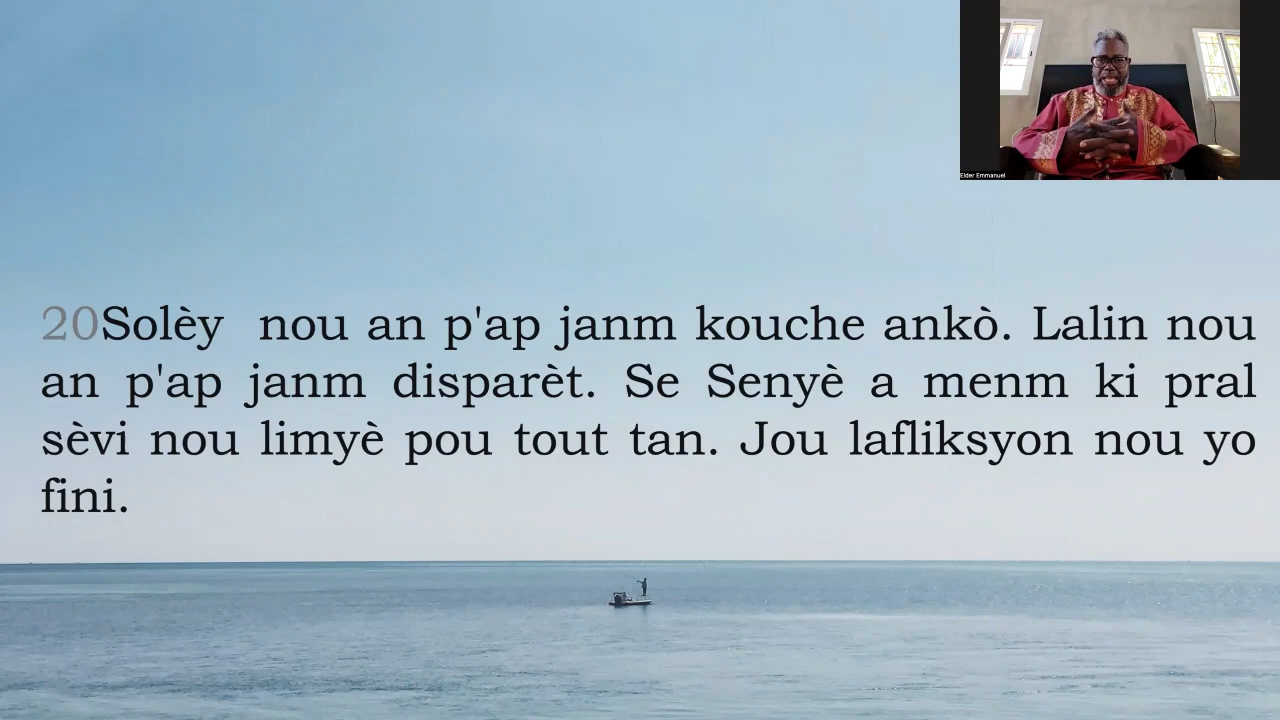 Elder Emmanuel
20Solèy nou an p'ap janm kouche ankò. Lalin nou
an p'ap janm disparèt. Se Senyè a menm ki pral
sèvi nou limyè pou tout tan. Jou lafliksyon nou yo
fini.